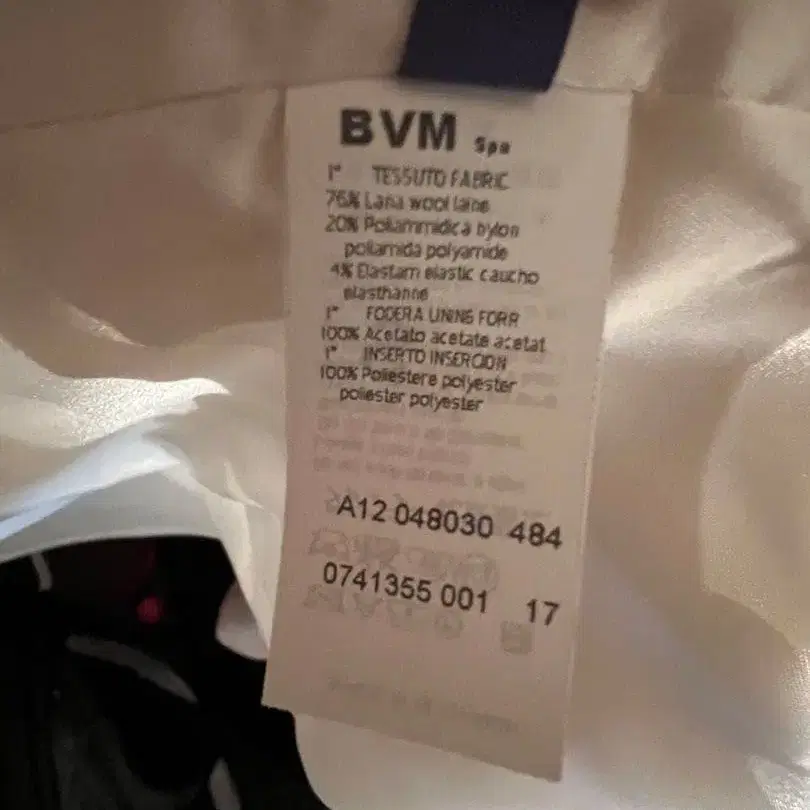 BVM Spa
1° TESSUTO FABRIC
76% Lana wool laine
20% Poliammidica nylon
poliamida polyamide
4% Elastam elastic caucho
elasthanne
1° FODERA LINING FORR
100% Acetato acetate acetat
1° INSERTO INSERCION
100% Poliestere polyester
poliester polyester
A12 048030 484
0741355 001 17